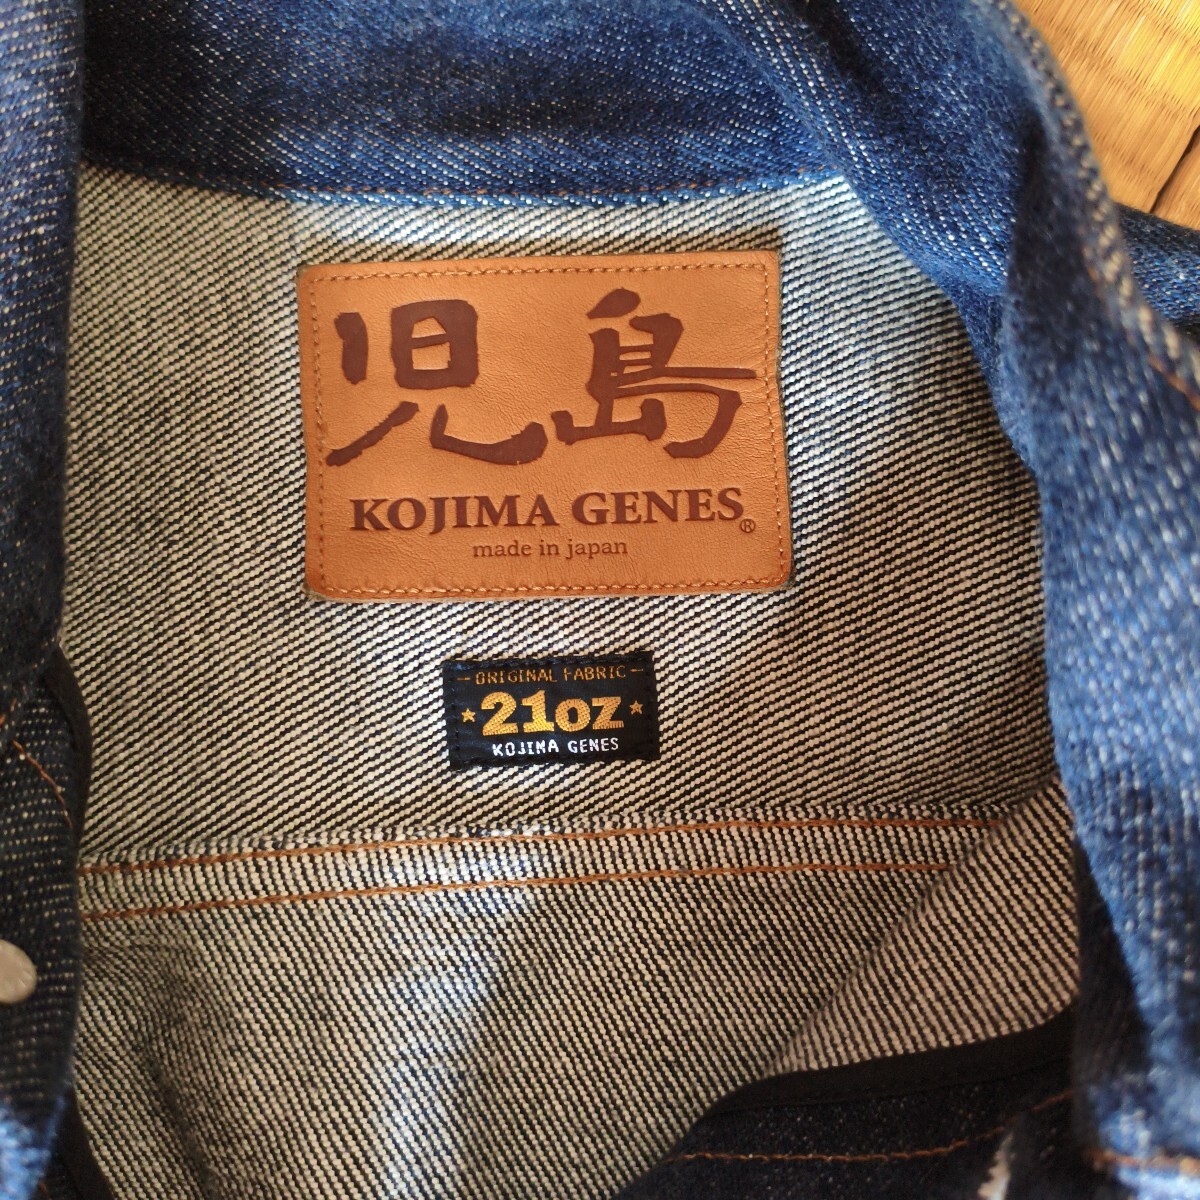 児島
KOJIMA GENES®
made in japan
ORIGINAL FABRIC
★21oz★
KOJIMA GENES